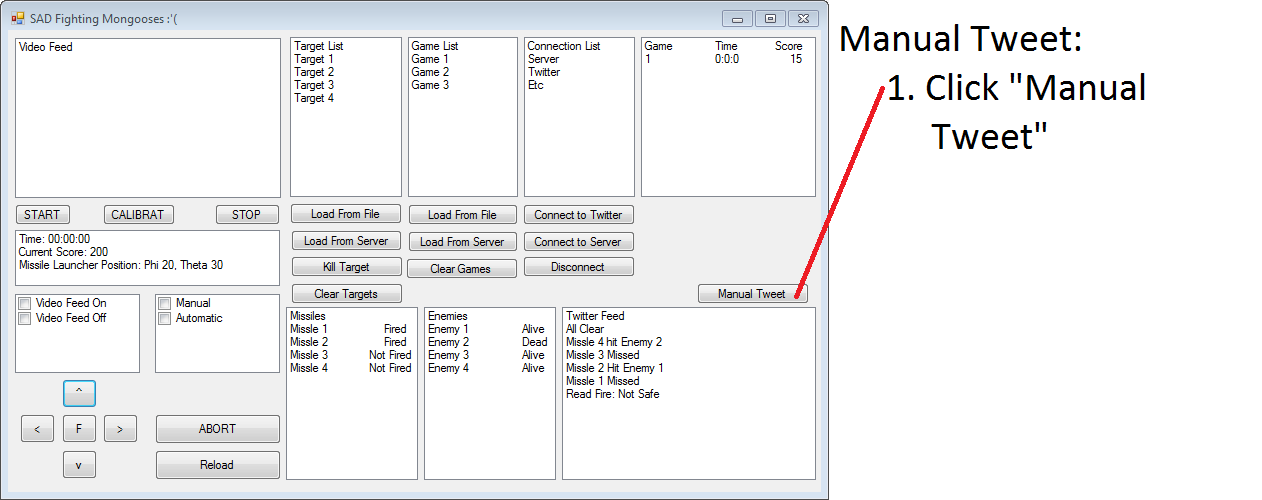 SAD Fighting Mongooses :'(
Video Feed
Target List
Target 1
Target 2
Target 3
Target 4
Game List
Game 1
Game 2
Game 3
Connection List
Server
Twitter
Etc
Game Time Score
1 0:0:0 15
START CALIBRAT STOP
Load From File Load From File Connect to Twitter
Load From Server Load From Server Connect to Server
Kill Target Clear Games Disconnect
Clear Targets Manual Tweet
Time: 00:00:00
Current Score: 200
Missile Launcher Position: Phi 20, Theta 30
Video Feed On
Video Feed Off
Manual
Automatic
^
< F >
v
ABORT
Reload
Missiles
Missle 1 Fired
Missle 2 Fired
Missle 3 Not Fired
Missle 4 Not Fired
Enemies
Enemy 1 Alive
Enemy 2 Dead
Enemy 3 Alive
Enemy 4 Alive
Twitter Feed
All Clear
Missle 4 hit Enemy 2
Missle 3 Missed
Missle 2 Hit Enemy 1
Missle 1 Missed
Read Fire: Not Safe
Manual Tweet:
1. Click "Manual
Tweet"